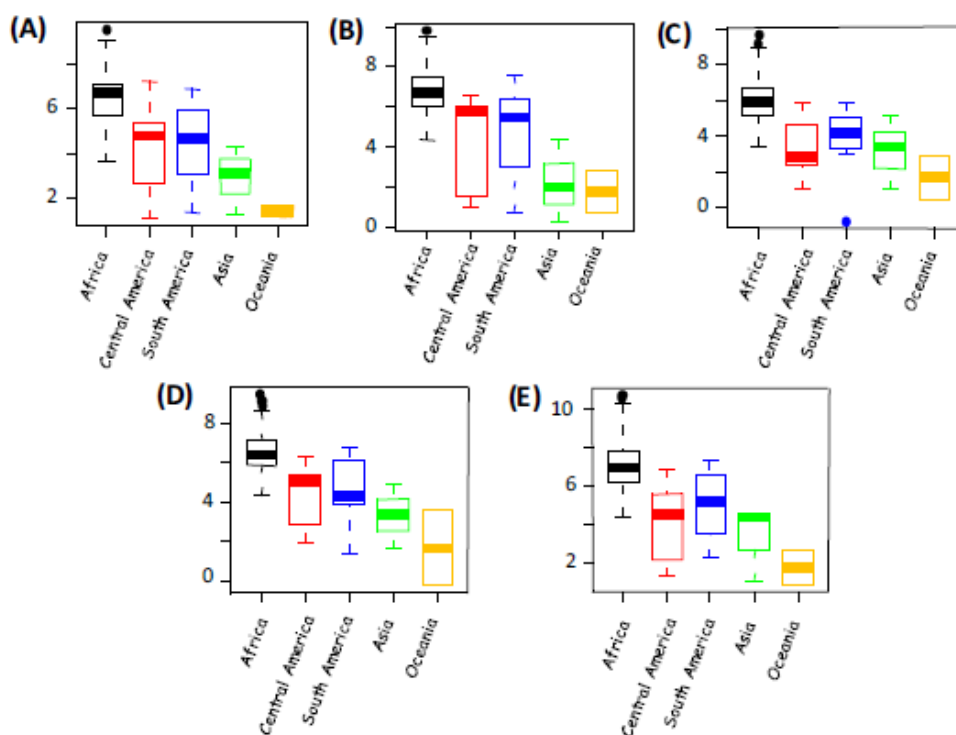 (A)
6
2
Africa
Central America
South America
Asia
Oceania
(B)
8
4
0
Africa
Central America
South America
Asia
Oceania
(C)
8
4
0
Africa
Central America
South America
Asia
Oceania
(D)
8
4
0
Africa
Central America
South America
Asia
Oceania
(E)
10
6
2
Africa
Central America
South America
Asia
Oceania